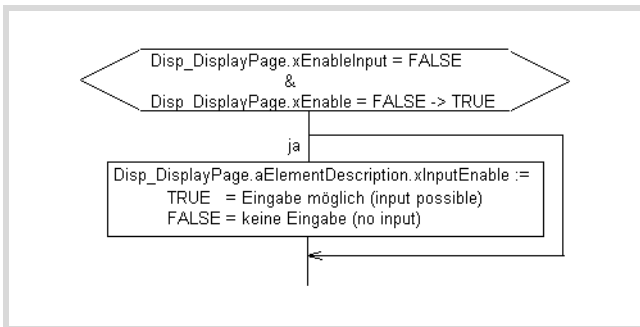 Disp_DisplayPage.xEnableInput = FALSE
&
Disp_DisplayPage.xEnable = FALSE -> TRUE
ja
Disp_DisplayPage.aElementDescription.xInputEnable :=
TRUE = Eingabe möglich (input possible)
FALSE = keine Eingabe (no input)